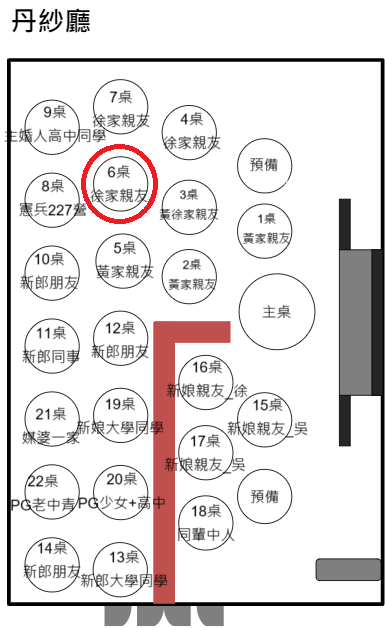 丹紗廳
7桌
徐家親友
9桌
主婚人高中同學
4桌
徐家親友
預備
6桌
徐家親友
8桌
憲兵227營
3桌
黃徐家親友
1桌
黃家親友
5桌
黃家親友
10桌
新郎朋友
2桌
黃家親友
主桌
11桌
新郎同事
12桌
新郎朋友
16桌
新娘親友_徐
21桌
媒婆一家
19桌
新娘大學同學
15桌
新娘親友_吳
17桌
新娘親友_吳
22桌
PG老中青
20桌
PG少女+高中
預備
18桌
同輩中人
14桌
新郎朋友
13桌
新郎大學同學